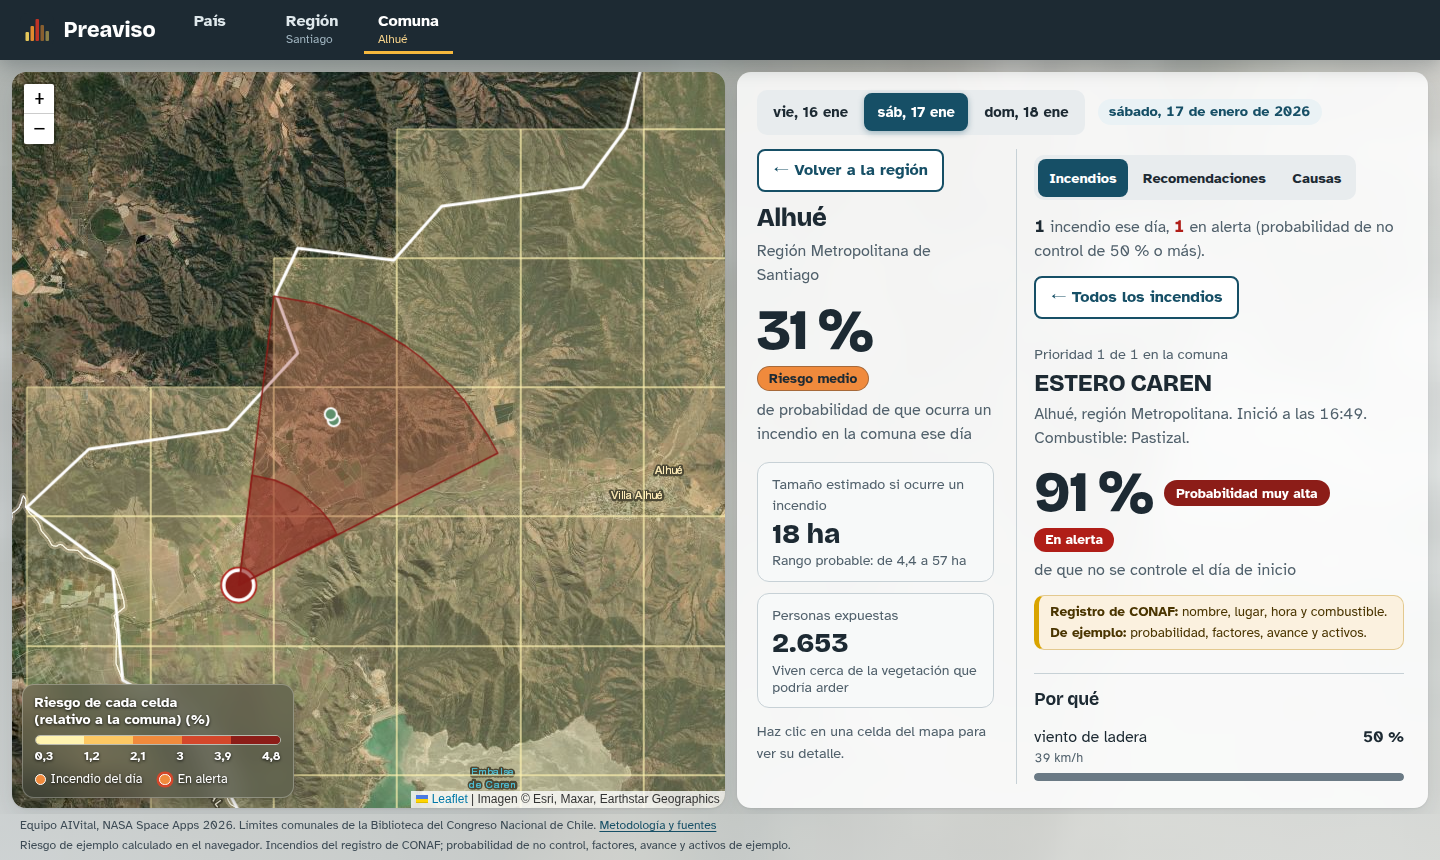 Preaviso
País
Región
Santiago
Comuna
Alhué
+
−
Alhué
Villa Alhué
Embalse
de Caren
Riesgo de cada celda
(relativo a la comuna) (%)
0,3 1,2 2,1 3 3,9 4,8
Incendio del día En alerta
Leaflet | Imagen © Esri, Maxar, Earthstar Geographics
vie, 16 ene sáb, 17 ene dom, 18 ene sábado, 17 de enero de 2026
← Volver a la región
Alhué
Región Metropolitana de
Santiago
31 %
Riesgo medio
de probabilidad de que ocurra un
incendio en la comuna ese día
Tamaño estimado si ocurre un
incendio
18 ha
Rango probable: de 4,4 a 57 ha
Personas expuestas
2.653
Viven cerca de la vegetación que
podría arder
Haz clic en una celda del mapa para
ver su detalle.
Incendios Recomendaciones Causas
1 incendio ese día, 1 en alerta (probabilidad de no
control de 50 % o más).
← Todos los incendios
Prioridad 1 de 1 en la comuna
ESTERO CAREN
Alhué, región Metropolitana. Inició a las 16:49.
Combustible: Pastizal.
91 % Probabilidad muy alta
En alerta
de que no se controle el día de inicio
Registro de CONAF: nombre, lugar, hora y combustible.
De ejemplo: probabilidad, factores, avance y activos.
Por qué
viento de ladera 50 %
39 km/h
Equipo AIVital, NASA Space Apps 2026. Límites comunales de la Biblioteca del Congreso Nacional de Chile. Metodología y fuentes
Riesgo de ejemplo calculado en el navegador. Incendios del registro de CONAF; probabilidad de no control, factores, avance y activos de ejemplo.